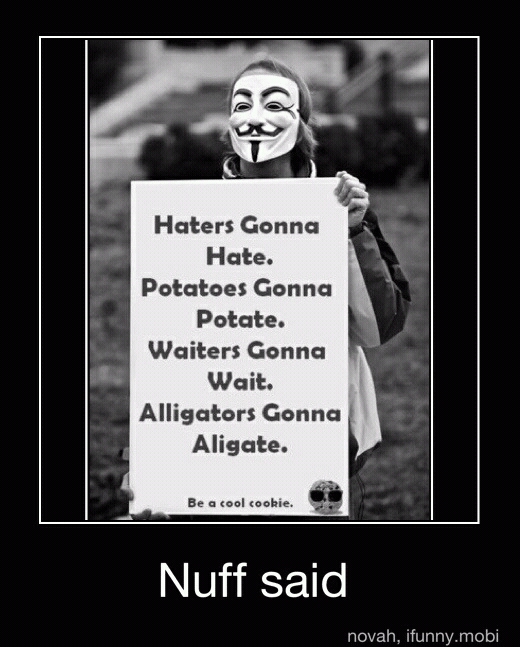 Haters Gonna
Hate.
Potatoes Gonna
Potate.
Waiters Gonna
Wait.
Alligators Gonna
Aligate.
Be a cool cookie.
Nuff said
novah, ifunny.mobi